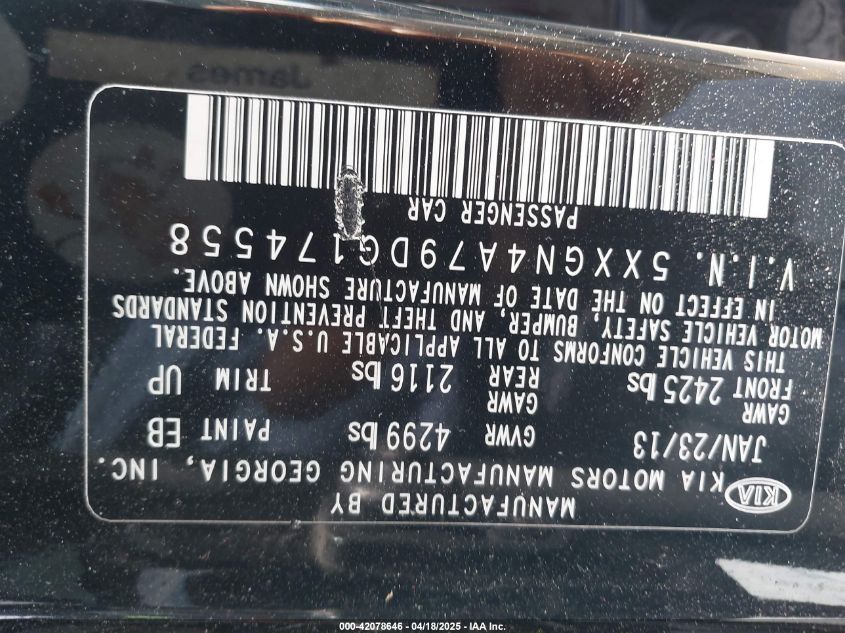 MANUFACTURED BY
KIA KIA MOTORS MANUFACTURING GEORGIA, INC.
JAN/23/13 GVWR 4299 lbs PAINT EB
GAWR FRONT 2425 lbs GAWR REAR 2116 lbs TRIM UP
THIS VEHICLE CONFORMS TO ALL APPLICABLE U.S.A. FEDERAL
MOTOR VEHICLE SAFETY, BUMPER, AND THEFT PREVENTION STANDARDS
IN EFFECT ON THE DATE OF MANUFACTURE SHOWN ABOVE.
V.I.N. 5XXGN4A79DG174558
PASSENGER CAR
James
000-42078646 - 04/18/2025 - IAA Inc.